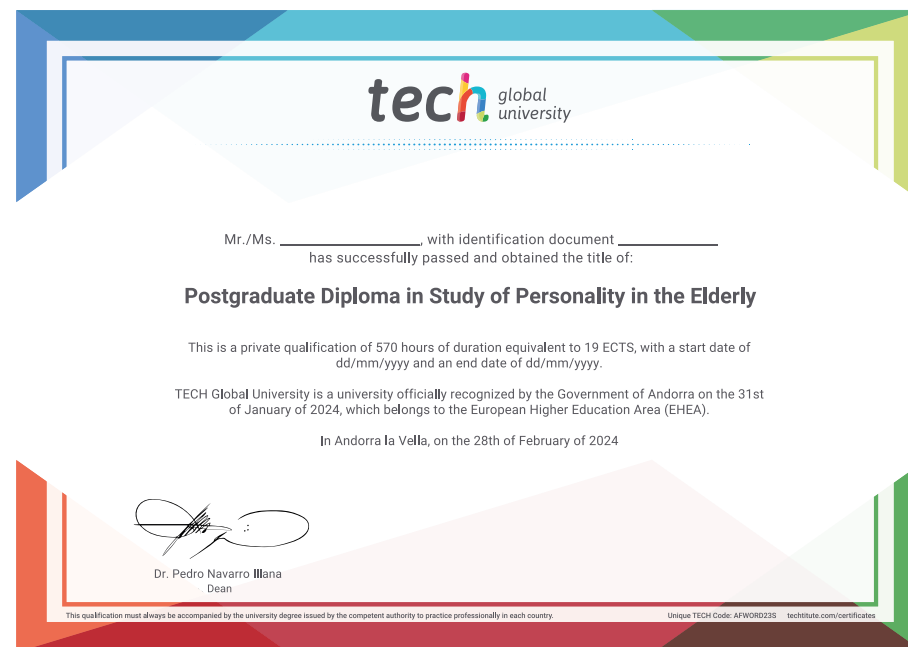 tech global university
Mr./Ms. ____________________, with identification document ______________
has successfully passed and obtained the title of:
Postgraduate Diploma in Study of Personality in the Elderly
This is a private qualification of 570 hours of duration equivalent to 19 ECTS, with a start date of
dd/mm/yyyy and an end date of dd/mm/yyyy.
TECH Global University is a university officially recognized by the Government of Andorra on the 31st
of January of 2024, which belongs to the European Higher Education Area (EHEA).
In Andorra la Vella, on the 28th of February of 2024
Dr. Pedro Navarro Illana
Dean
This qualification must always be accompanied by the university degree issued by the competent authority to practice professionally in each country.
Unique TECH Code: AFWORD23S techtitute.com/certificates